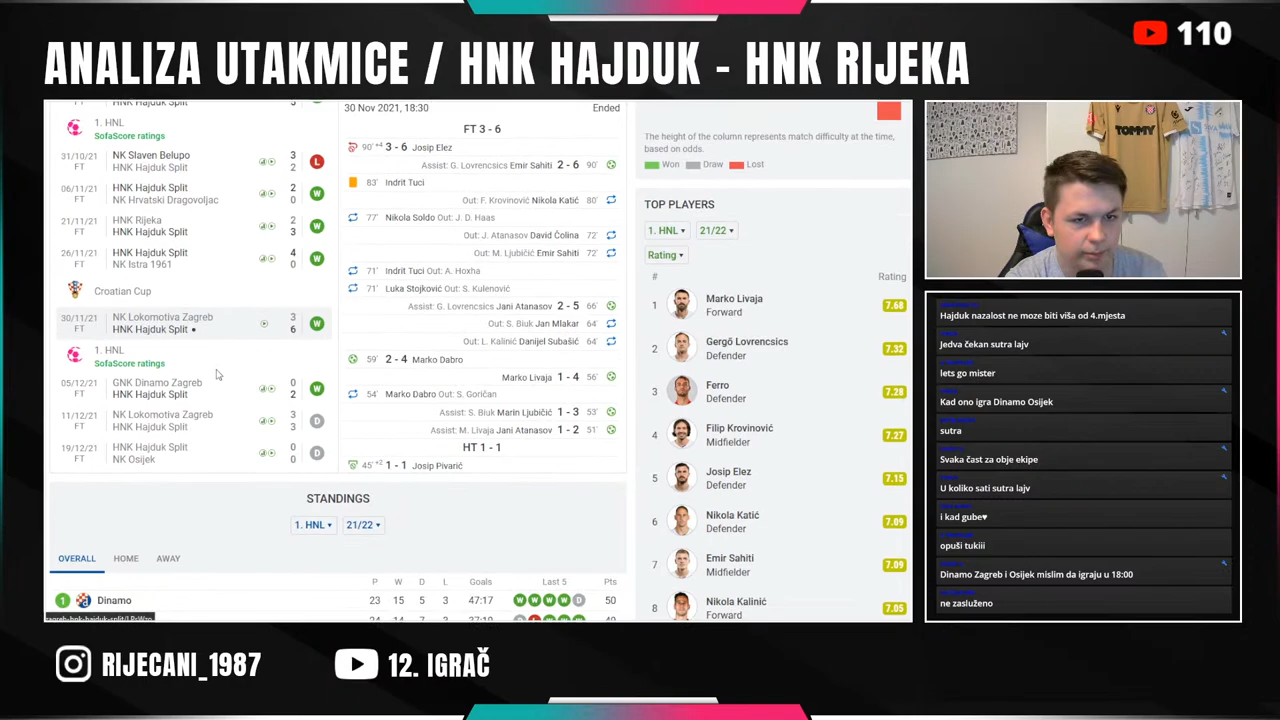 ANALIZA UTAKMICE / HNK HAJDUK - HNK RIJEKA
110
HNK Hajduk Split 3
1. HNL
SofaScore ratings
31/10/21 NK Slaven Belupo 3 L
FT HNK Hajduk Split 2
06/11/21 HNK Hajduk Split 2 W
FT NK Hrvatski Dragovoljac 0
21/11/21 HNK Rijeka 2 W
FT HNK Hajduk Split 3
26/11/21 HNK Hajduk Split 4 W
FT NK Istra 1961 0
Croatian Cup
30/11/21 NK Lokomotiva Zagreb 3 W
FT HNK Hajduk Split 6
1. HNL
SofaScore ratings
05/12/21 GNK Dinamo Zagreb 0 W
FT HNK Hajduk Split 2
11/12/21 NK Lokomotiva Zagreb 3 D
FT HNK Hajduk Split 3
19/12/21 HNK Hajduk Split 0 D
FT NK Osijek 0
30 Nov 2021, 18:30 Ended
FT 3 - 6
90' +4 3 - 6 Josip Elez
Assist: G. Lovrencsics Emir Sahiti 2 - 6 90'
83' Indrit Tuci
Out: F. Krovinović Nikola Katić 80'
77' Nikola Soldo Out: J. D. Haas
Out: J. Atanasov David Čolina 72'
Out: M. Ljubičić Emir Sahiti 72'
71' Indrit Tuci Out: A. Hoxha
71' Luka Stojković Out: S. Kulenović
Assist: G. Lovrencsics Jani Atanasov 2 - 5 66'
Out: S. Biuk Jan Mlakar 64'
Out: L. Kalinić Danijel Subašić 64'
59' 2 - 4 Marko Dabro
Marko Livaja 1 - 4 56'
54' Marko Dabro Out: S. Goričan
Assist: S. Biuk Marin Ljubičić 1 - 3 53'
Assist: M. Livaja Jani Atanasov 1 - 2 51'
HT 1 - 1
45' +2 1 - 1 Josip Pivarić
STANDINGS
1. HNL 21/22
OVERALL HOME AWAY
P W D L Goals Last 5 Pts
1 Dinamo 23 15 5 3 47:17 W W W W D 50
The height of the column represents match difficulty at the time,
based on odds.
Won Draw Lost
TOP PLAYERS
1. HNL 21/22
Rating
# Rating
1 Marko Livaja 7.68
Forward
2 Gergő Lovrencsics 7.32
Defender
3 Ferro 7.28
Defender
4 Filip Krovinović 7.27
Midfielder
5 Josip Elez 7.15
Defender
6 Nikola Katić 7.09
Defender
7 Emir Sahiti 7.09
Midfielder
8 Nikola Kalinić 7.05
Forward
TOMMY
Hajduk nazalost ne moze biti viša od 4.mjesta
Jedva čekan sutra lajv
lets go mister
Kad ono igra Dinamo Osijek
sutra
Svaka čast za obje ekipe
U koliko sati sutra lajv
i kad gube♥
opuši tukiii
Dinamo Zagreb i Osijek mislim da igraju u 18:00
ne zasluženo
RIJECANI_1987
12. IGRAČ